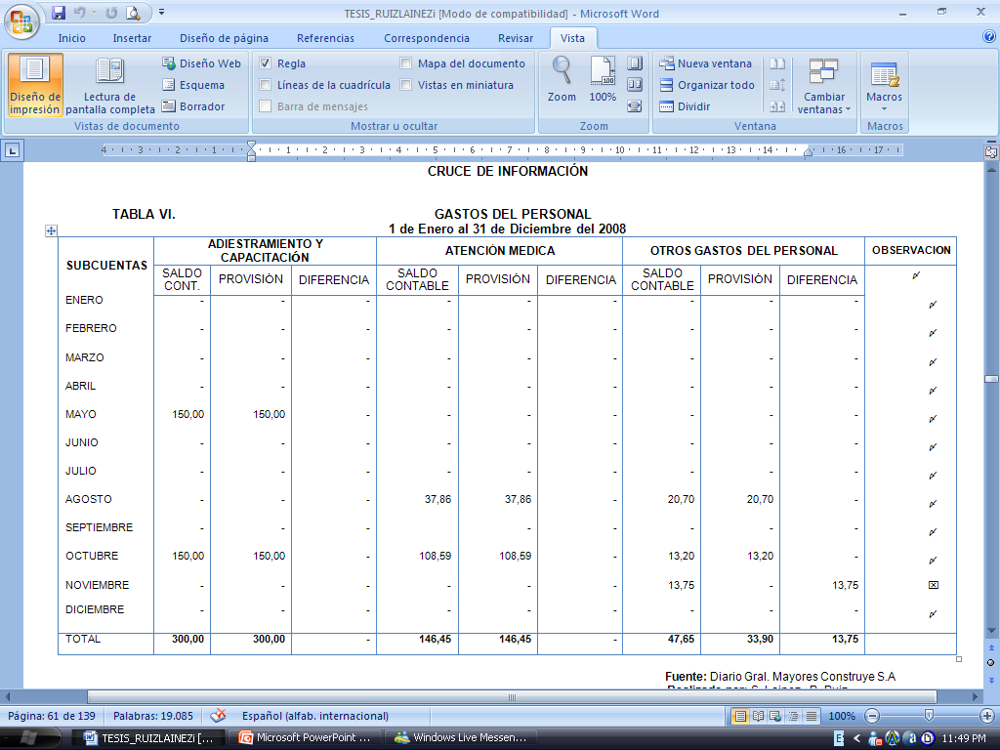 TESIS_RUIZLAINEZi [Modo de compatibilidad] - Microsoft Word
Inicio Insertar Diseño de página Referencias Correspondencia Revisar Vista
Diseño de impresión
Lectura de pantalla completa
Diseño Web
Esquema
Borrador
Vistas de documento
Regla
Líneas de la cuadrícula
Barra de mensajes
Mapa del documento
Vistas en miniatura
Mostrar u ocultar
Zoom
100%
Zoom
Nueva ventana
Organizar todo
Dividir
Cambiar ventanas
Ventana
Macros
Macros
4 3 2 1 1 2 3 4 5 6 7 8 9 10 11 12 13 14 16 17
CRUCE DE INFORMACIÓN
TABLA VI. GASTOS DEL PERSONAL
1 de Enero al 31 de Diciembre del 2008
SUBCUENTAS ADIESTRAMIENTO Y CAPACITACIÓN ATENCIÓN MEDICA OTROS GASTOS DEL PERSONAL OBSERVACION
SALDO CONT. PROVISIÓN DIFERENCIA SALDO CONTABLE PROVISIÓN DIFERENCIA SALDO CONTABLE PROVISIÓN DIFERENCIA
ENERO - - - - - - - - -
FEBRERO - - - - - - - - -
MARZO - - - - - - - - -
ABRIL - - - - - - - - -
MAYO 150,00 150,00 - - - - - - -
JUNIO - - - - - - - - -
JULIO - - - - - - - - -
AGOSTO - - - 37,86 37,86 - 20,70 20,70 -
SEPTIEMBRE - - - - - - - - -
OCTUBRE 150,00 150,00 - 108,59 108,59 - 13,20 13,20 -
NOVIEMBRE - - - - - - 13,75 - 13,75
DICIEMBRE - - - - - - - - -
TOTAL 300,00 300,00 - 146,45 146,45 - 47,65 33,90 13,75
Fuente: Diario Gral. Mayores Construye S.A
Página: 61 de 139 Palabras: 19.085 Español (alfab. internacional) 100%
TESIS_RUIZLAINEZi [... Microsoft PowerPoint ... Windows Live Messen... 11:49 PM